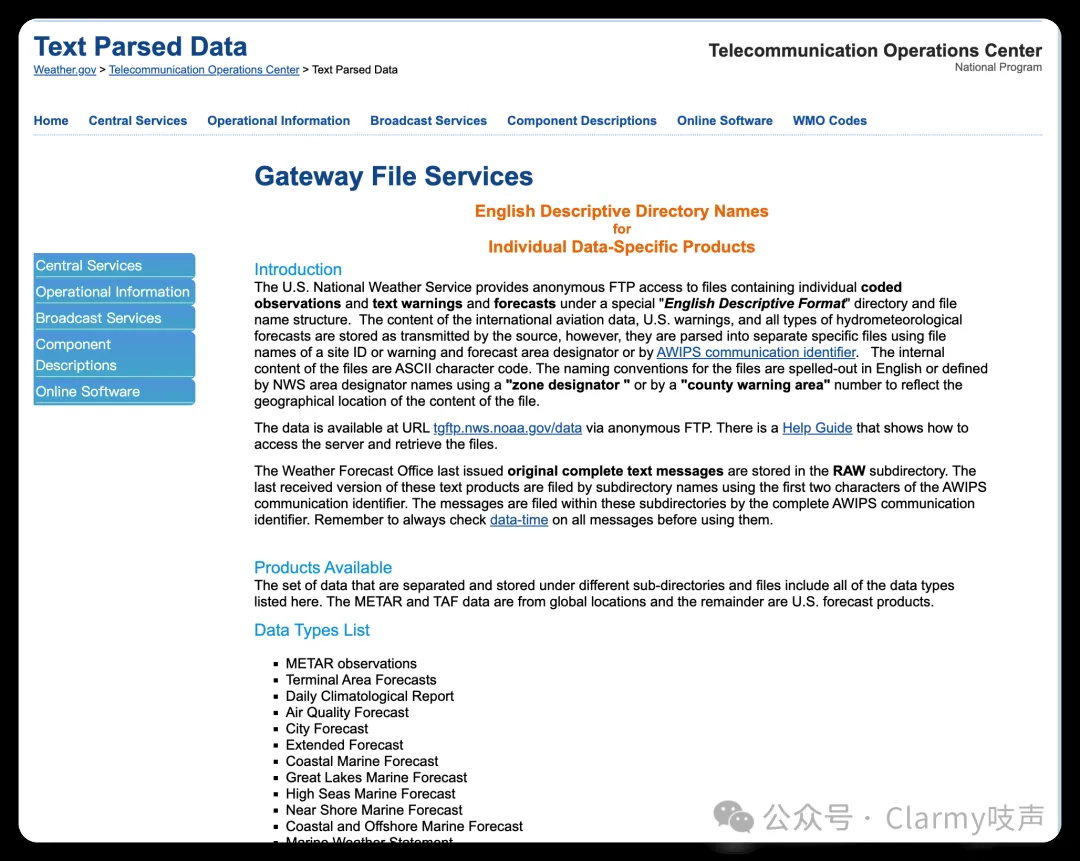 Text Parsed Data
Telecommunication Operations Center
Weather.gov > Telecommunication Operations Center > Text Parsed Data
National Program
Home Central Services Operational Information Broadcast Services Component Descriptions Online Software WMO Codes
Gateway File Services
English Descriptive Directory Names
for
Individual Data-Specific Products
Central Services
Operational Information
Broadcast Services
Component
Descriptions
Online Software
Introduction
The U.S. National Weather Service provides anonymous FTP access to files containing individual coded
observations and text warnings and forecasts under a special "English Descriptive Format" directory and file
name structure. The content of the international aviation data, U.S. warnings, and all types of hydrometeorological
forecasts are stored as transmitted by the source, however, they are parsed into separate specific files using file
names of a site ID or warning and forecast area designator or by AWIPS communication identifier. The internal
content of the files are ASCII character code. The naming conventions for the files are spelled-out in English or defined
by NWS area designator names using a "zone designator " or by a "county warning area" number to reflect the
geographical location of the content of the file.
The data is available at URL tgftp.nws.noaa.gov/data via anonymous FTP. There is a Help Guide that shows how to
access the server and retrieve the files.
The Weather Forecast Office last issued original complete text messages are stored in the RAW subdirectory. The
last received version of these text products are filed by subdirectory names using the first two characters of the AWIPS
communication identifier. The messages are filed within these subdirectories by the complete AWIPS communication
identifier. Remember to always check data-time on all messages before using them.
Products Available
The set of data that are separated and stored under different sub-directories and files include all of the data types
listed here. The METAR and TAF data are from global locations and the remainder are U.S. forecast products.
Data Types List
METAR observations
Terminal Area Forecasts
Daily Climatological Report
Air Quality Forecast
City Forecast
Extended Forecast
Coastal Marine Forecast
Great Lakes Marine Forecast
High Seas Marine Forecast
Near Shore Marine Forecast
Coastal and Offshore Marine Forecast
Marine Weather Statement
公众号 · Clarmy吱声